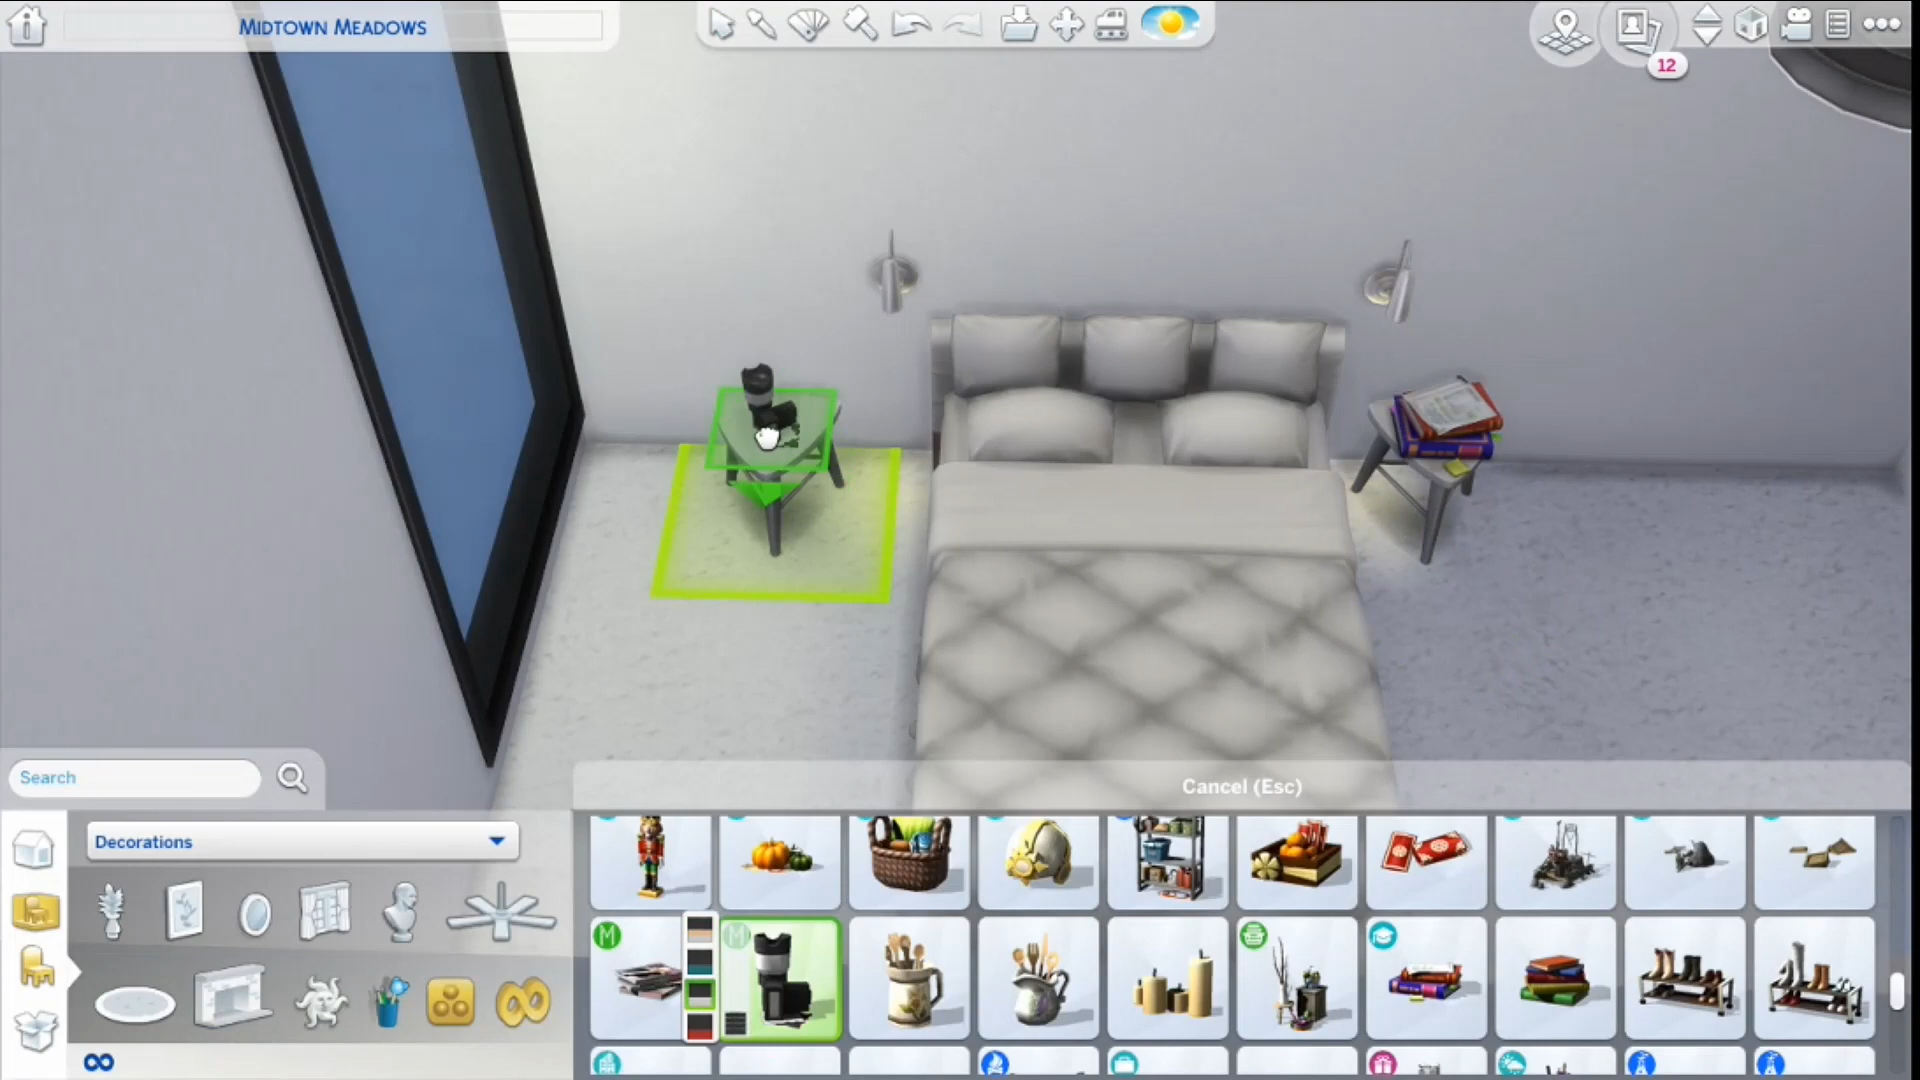 MIDTOWN MEADOWS
12
Search
Cancel (Esc)
Decorations
M
M